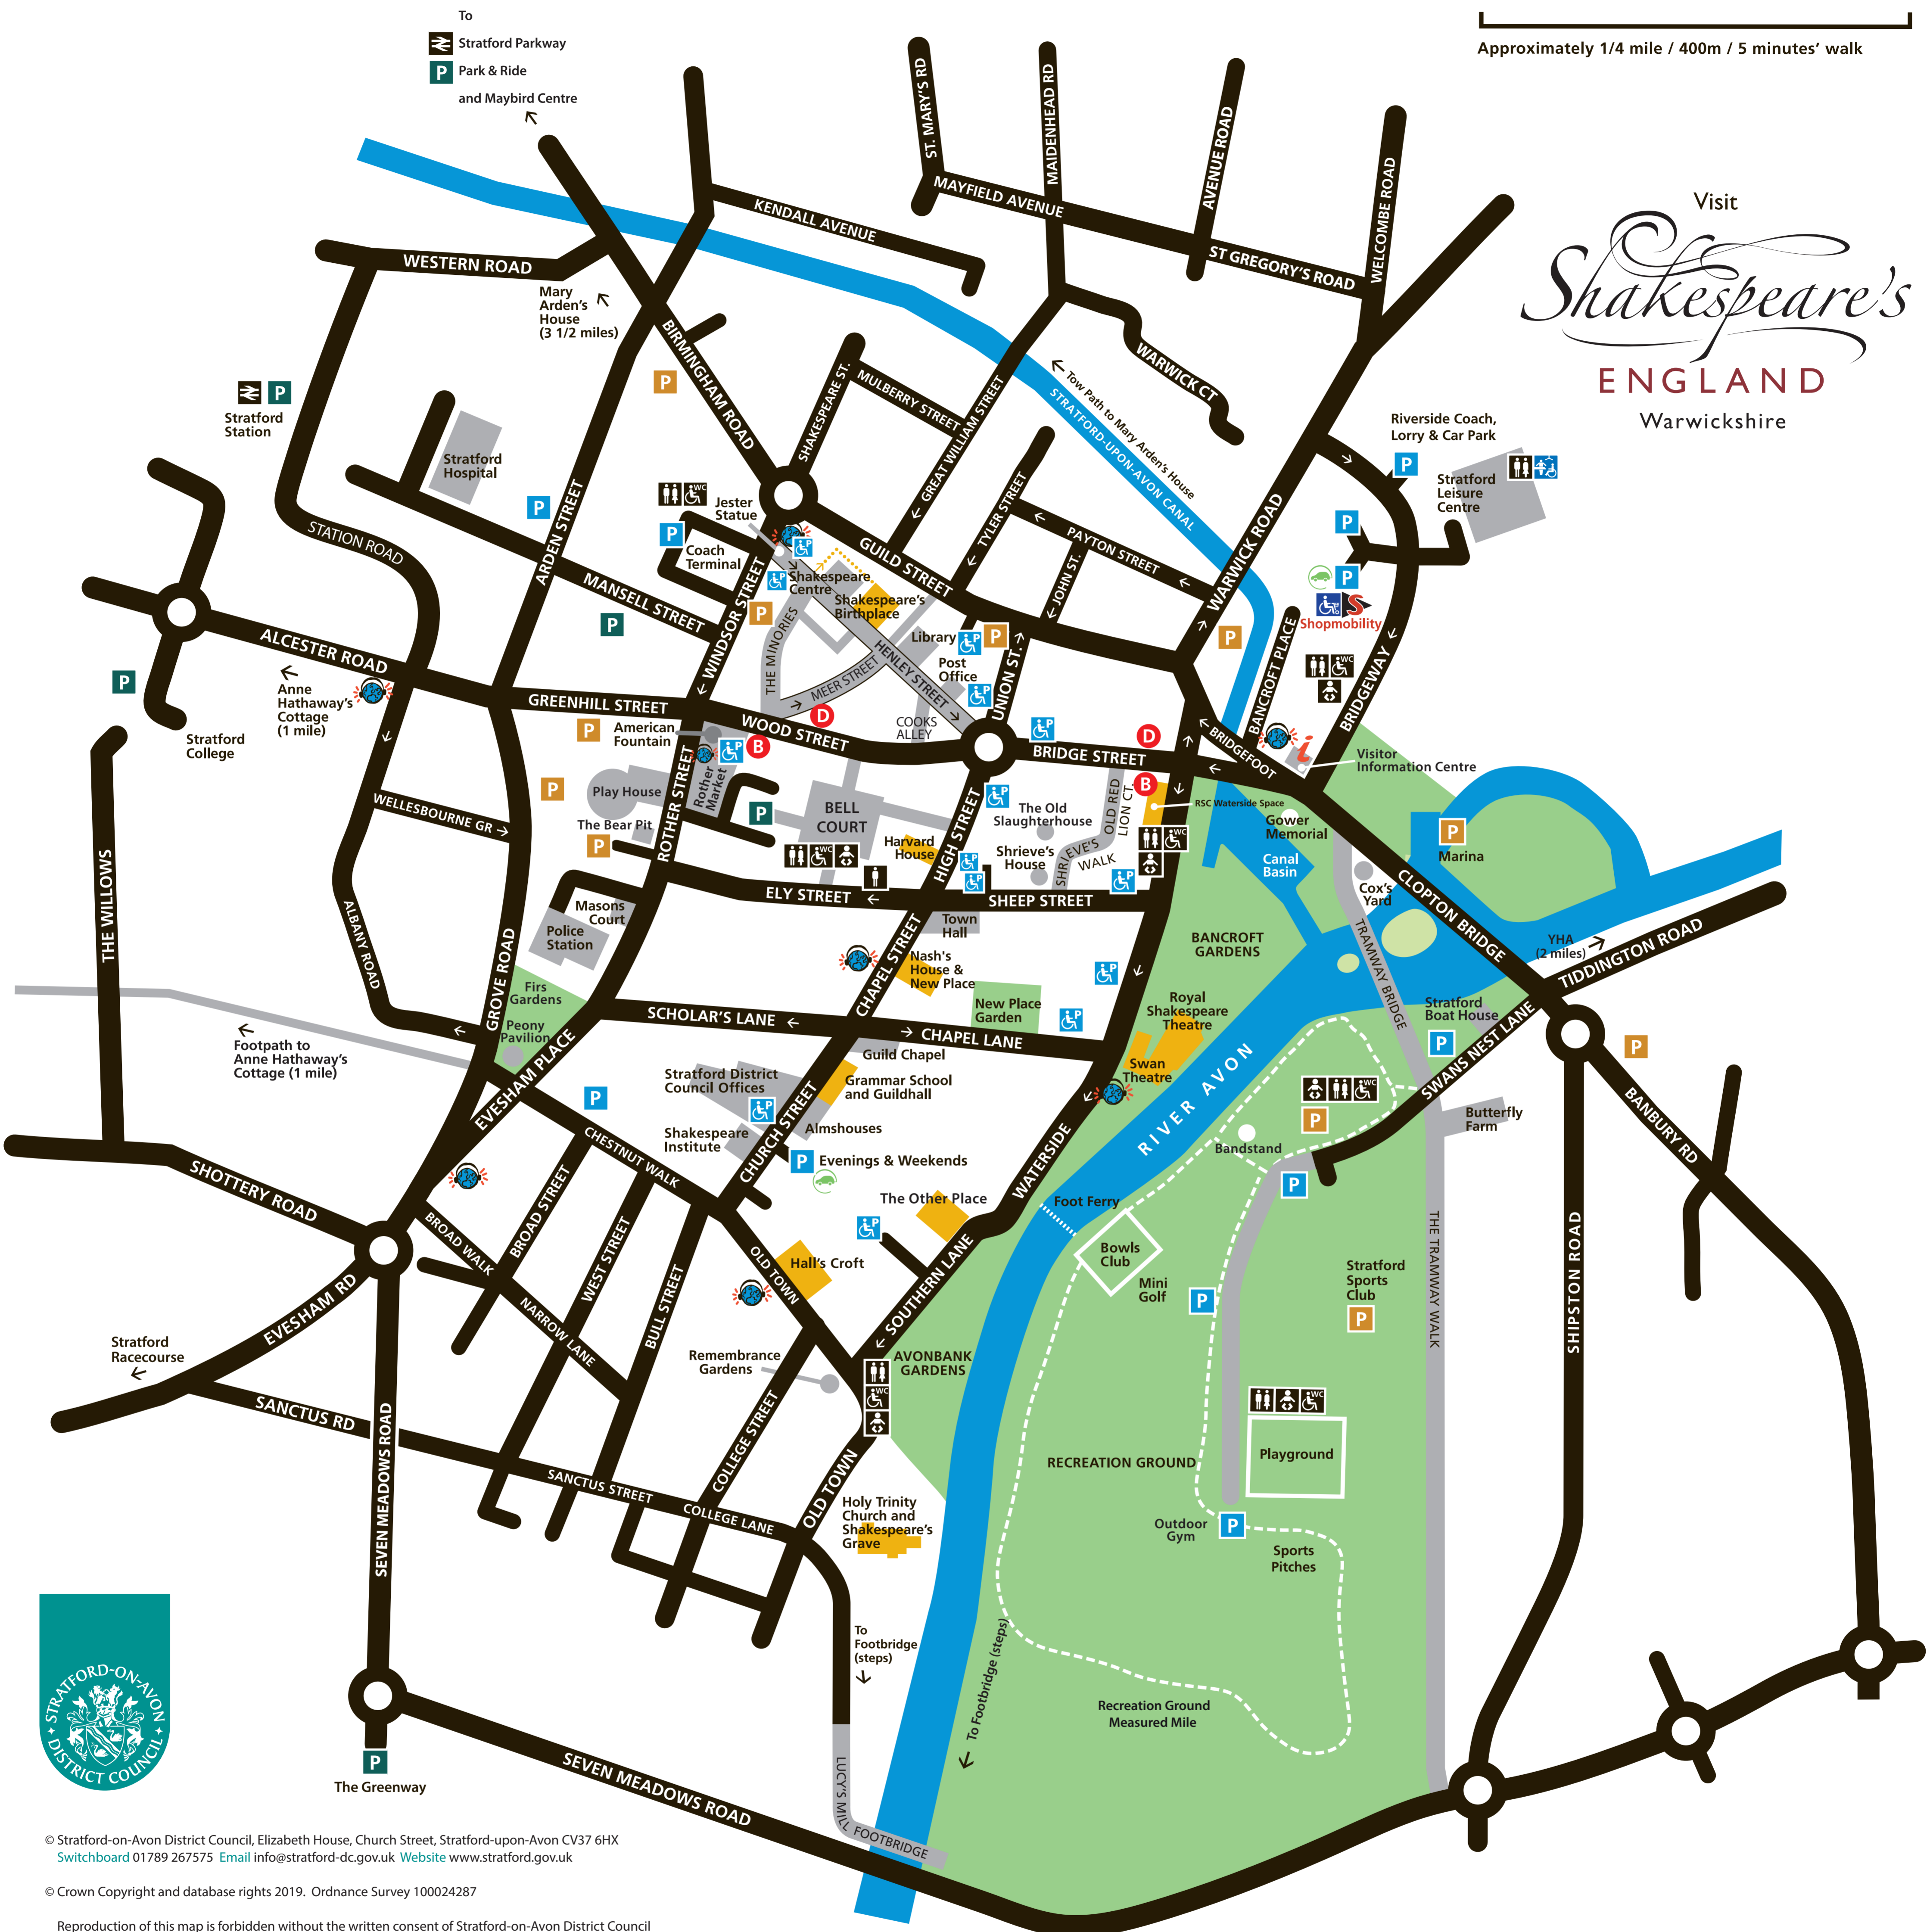 To
Stratford Parkway
P Park & Ride
and Maybird Centre
Approximately 1/4 mile / 400m / 5 minutes' walk
Visit
Shakespeare's
ENGLAND
Warwickshire
ST. MARY'S RD
MAIDENHEAD RD
AVENUE ROAD
WELCOMBE ROAD
MAYFIELD AVENUE
KENDALL AVENUE
ST GREGORY'S ROAD
WESTERN ROAD
Mary
Arden's
House
(3 1/2 miles)
BIRMINGHAM ROAD
SHAKESPEARE ST.
MULBERRY STREET
GREAT WILLIAM STREET
WARWICK CT
Tow Path to Mary Arden's House
STRATFORD-UPON-AVON CANAL
P
P
Stratford
Station
Stratford
Hospital
Riverside Coach,
Lorry & Car Park
P
Stratford
Leisure
Centre
WC
Jester
Statue
P
P
Coach
Terminal
STATION ROAD
ARDEN STREET
MANSELL STREET
WINDSOR STREET
GUILD STREET
TYLER STREET
PAYTON STREET
JOHN ST.
WARWICK ROAD
P
P
Shopmobility
P
P
Shakespeare
Centre
Shakespeare's
Birthplace
P
P
Library
P
P
P
WC
THE MINORIES
MEER STREET
HENLEY STREET
Post
Office
P
UNION ST.
BANCROFT PLACE
BRIDGEWAY
ALCESTER ROAD
P
Anne
Hathaway's
Cottage
(1 mile)
Stratford
College
GREENHILL STREET
P
American
Fountain
P
B
WOOD STREET
D
COOKS
ALLEY
P
BRIDGE STREET
D
BRIDGEFOOT
i
Visitor
Information Centre
P
Play House
Rother
Market
The Bear Pit
P
P
BELL
COURT
P
The Old
Slaughterhouse
OLD RED
LION CT.
B
RSC Waterside Space
Gower
Memorial
P
Marina
WELLESBOURNE GR
ROTHER STREET
WC
Harvard
House
HIGH STREET
P
P
Shrieve's
House
SHRIEVE'S
WALK
P
WC
Canal
Basin
Cox's
Yard
CLOPTON BRIDGE
THE WILLOWS
ALBANY ROAD
GROVE ROAD
Masons
Court
Police
Station
ELY STREET
SHEEP STREET
Town
Hall
BANCROFT
GARDENS
TRAMWAY BRIDGE
YHA
(2 miles)
TIDDINGTON ROAD
Nash's
House &
New Place
CHAPEL STREET
P
Firs
Gardens
Peony
Pavilion
SCHOLAR'S LANE
New Place
Garden
P
CHAPEL LANE
Royal
Shakespeare
Theatre
Swan
Theatre
Stratford
Boat House
P
SWANS NEST LANE
P
Footpath to
Anne Hathaway's
Cottage (1 mile)
EVESHAM PLACE
Guild Chapel
Stratford District
Council Offices
P
Grammar School
and Guildhall
P
RIVER AVON
WC
P
Butterfly
Farm
BANBURY RD
Shakespeare
Institute
Almshouses
CHURCH STREET
CHESTNUT WALK
P Evenings & Weekends
WATERSIDE
Bandstand
P
SHOTTERY ROAD
BROAD STREET
WEST STREET
The Other Place
P
Foot Ferry
BROAD WALK
Bowls
Club
Mini
Golf
P
Stratford
Sports
Club
P
THE TRAMWAY WALK
SHIPSTON ROAD
EVESHAM RD
NARROW LANE
BULL STREET
OLD TOWN
Hall's Croft
SOUTHERN LANE
Stratford
Racecourse
Remembrance
Gardens
AVONBANK
GARDENS
WC
WC
SANCTUS RD
SEVEN MEADOWS ROAD
COLLEGE STREET
OLD TOWN
RECREATION GROUND
Playground
SANCTUS STREET
COLLEGE LANE
Holy Trinity
Church and
Shakespeare's
Grave
Outdoor
Gym
P
Sports
Pitches
To
Footbridge
(steps)
To Footbridge (steps)
Recreation Ground
Measured Mile
STRATFORD-ON-AVON
DISTRICT COUNCIL
P
The Greenway
SEVEN MEADOWS ROAD
LUCY'S MILL FOOTBRIDGE
© Stratford-on-Avon District Council, Elizabeth House, Church Street, Stratford-upon-Avon CV37 6HX
Switchboard 01789 267575 Email info@stratford-dc.gov.uk Website www.stratford.gov.uk
© Crown Copyright and database rights 2019. Ordnance Survey 100024287
Reproduction of this map is forbidden without the written consent of Stratford-on-Avon District Council